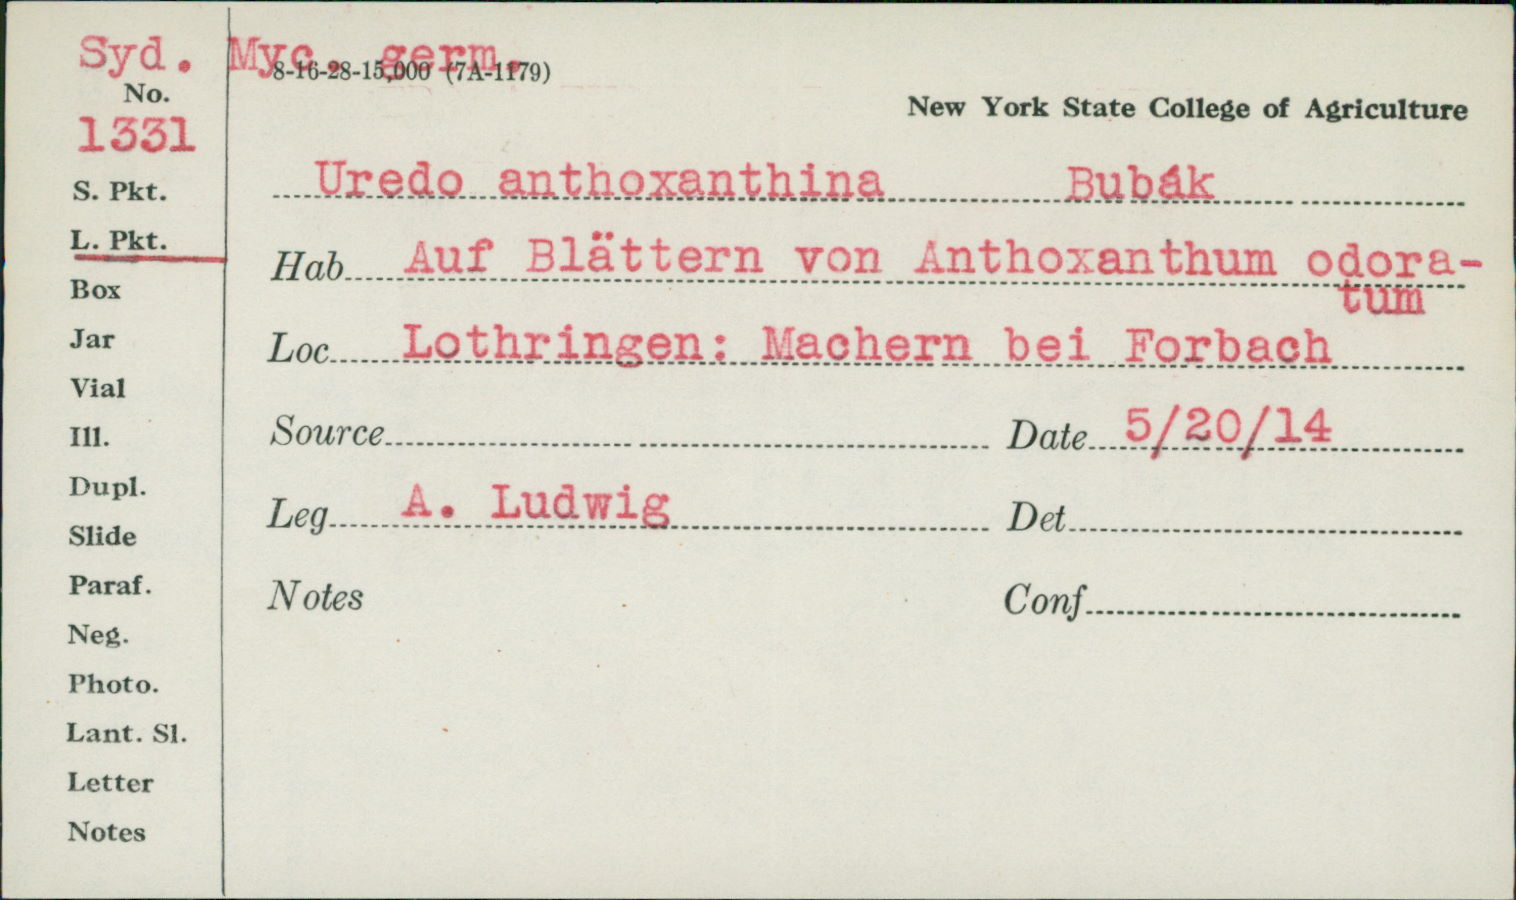 Syd. Myc. germ.
8-16-28-15,000 (7A-1179)
No.
1331
New York State College of Agriculture
S. Pkt.
Uredo anthoxanthina Bubák
L. Pkt.
Hab. Auf Blättern von Anthoxanthum odora-
tum
Box
Jar
Loc. Lothringen: Machern bei Forbach
Vial
Ill.
Source Date 5/20/14
Dupl.
Leg. A. Ludwig Det.
Slide
Paraf.
Notes Conf.
Neg.
Photo.
Lant. Sl.
Letter
Notes